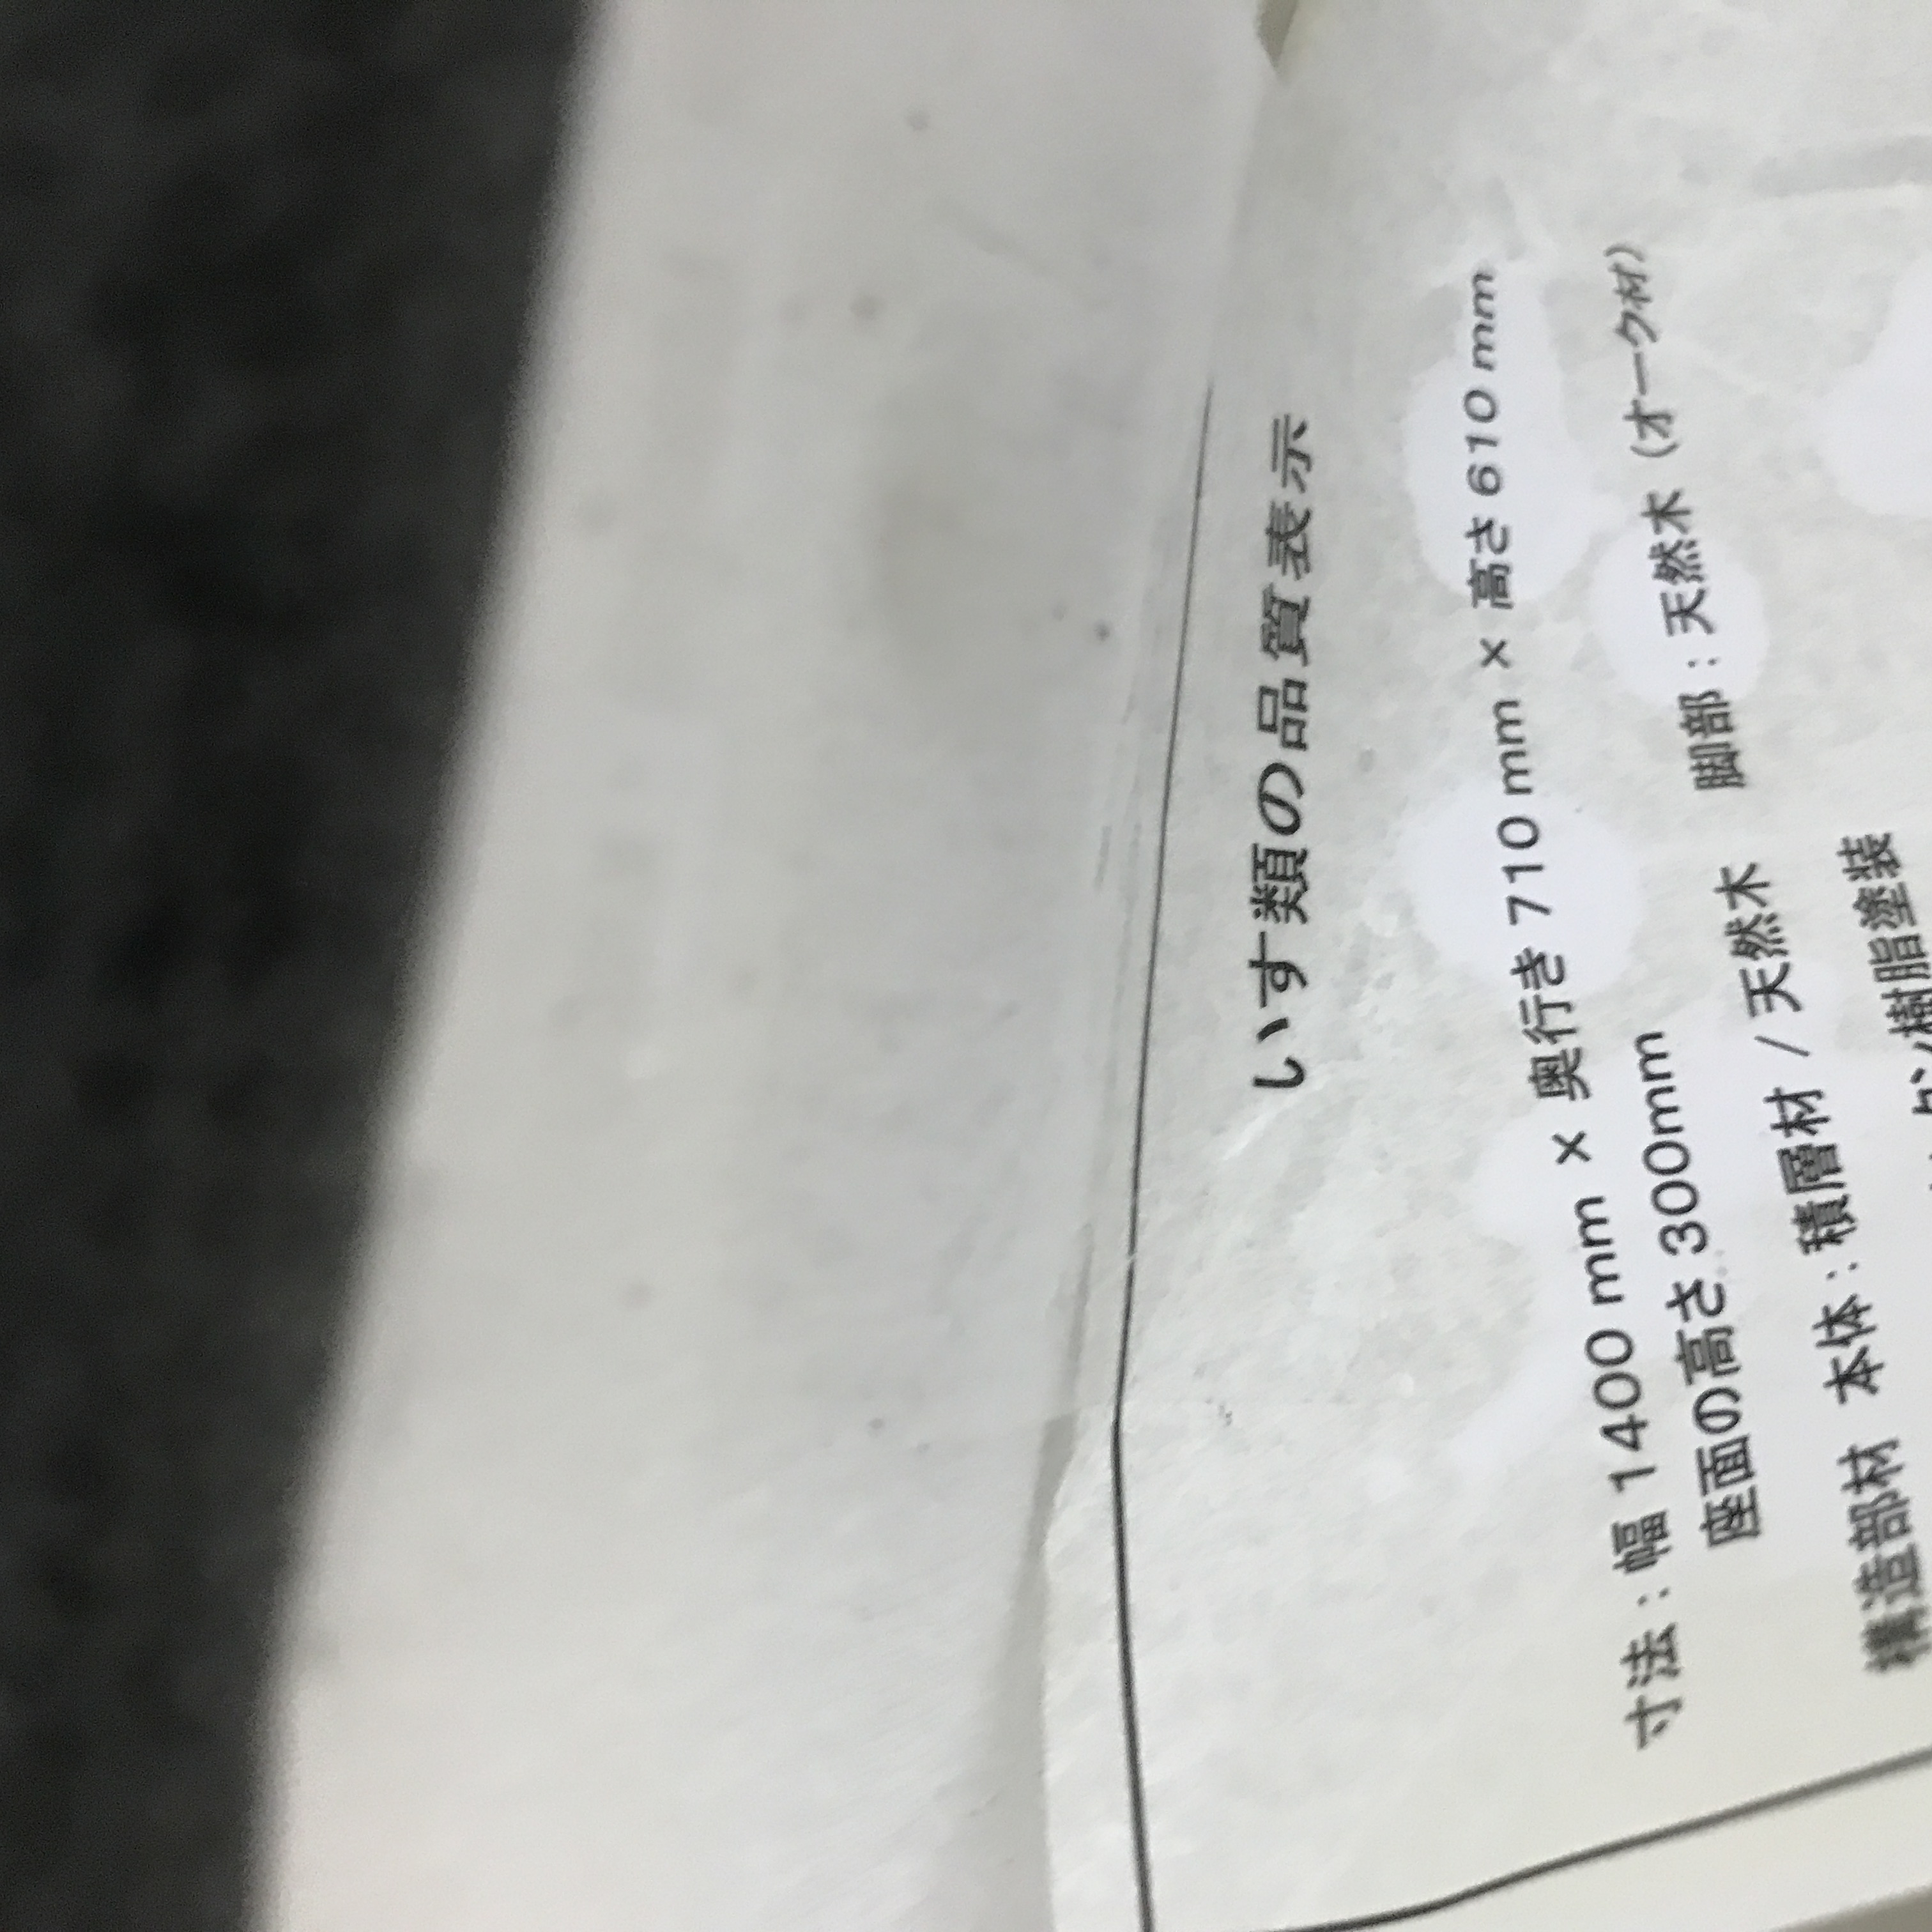 いす類の品質表示
寸法 : 幅 1400 mm × 奥行き 710 mm × 高さ 610 mm
座面の高さ 300mm
構造部材 本体 : 積層材 / 天然木 脚部 : 天然木 (オーク材)
タン樹脂塗装